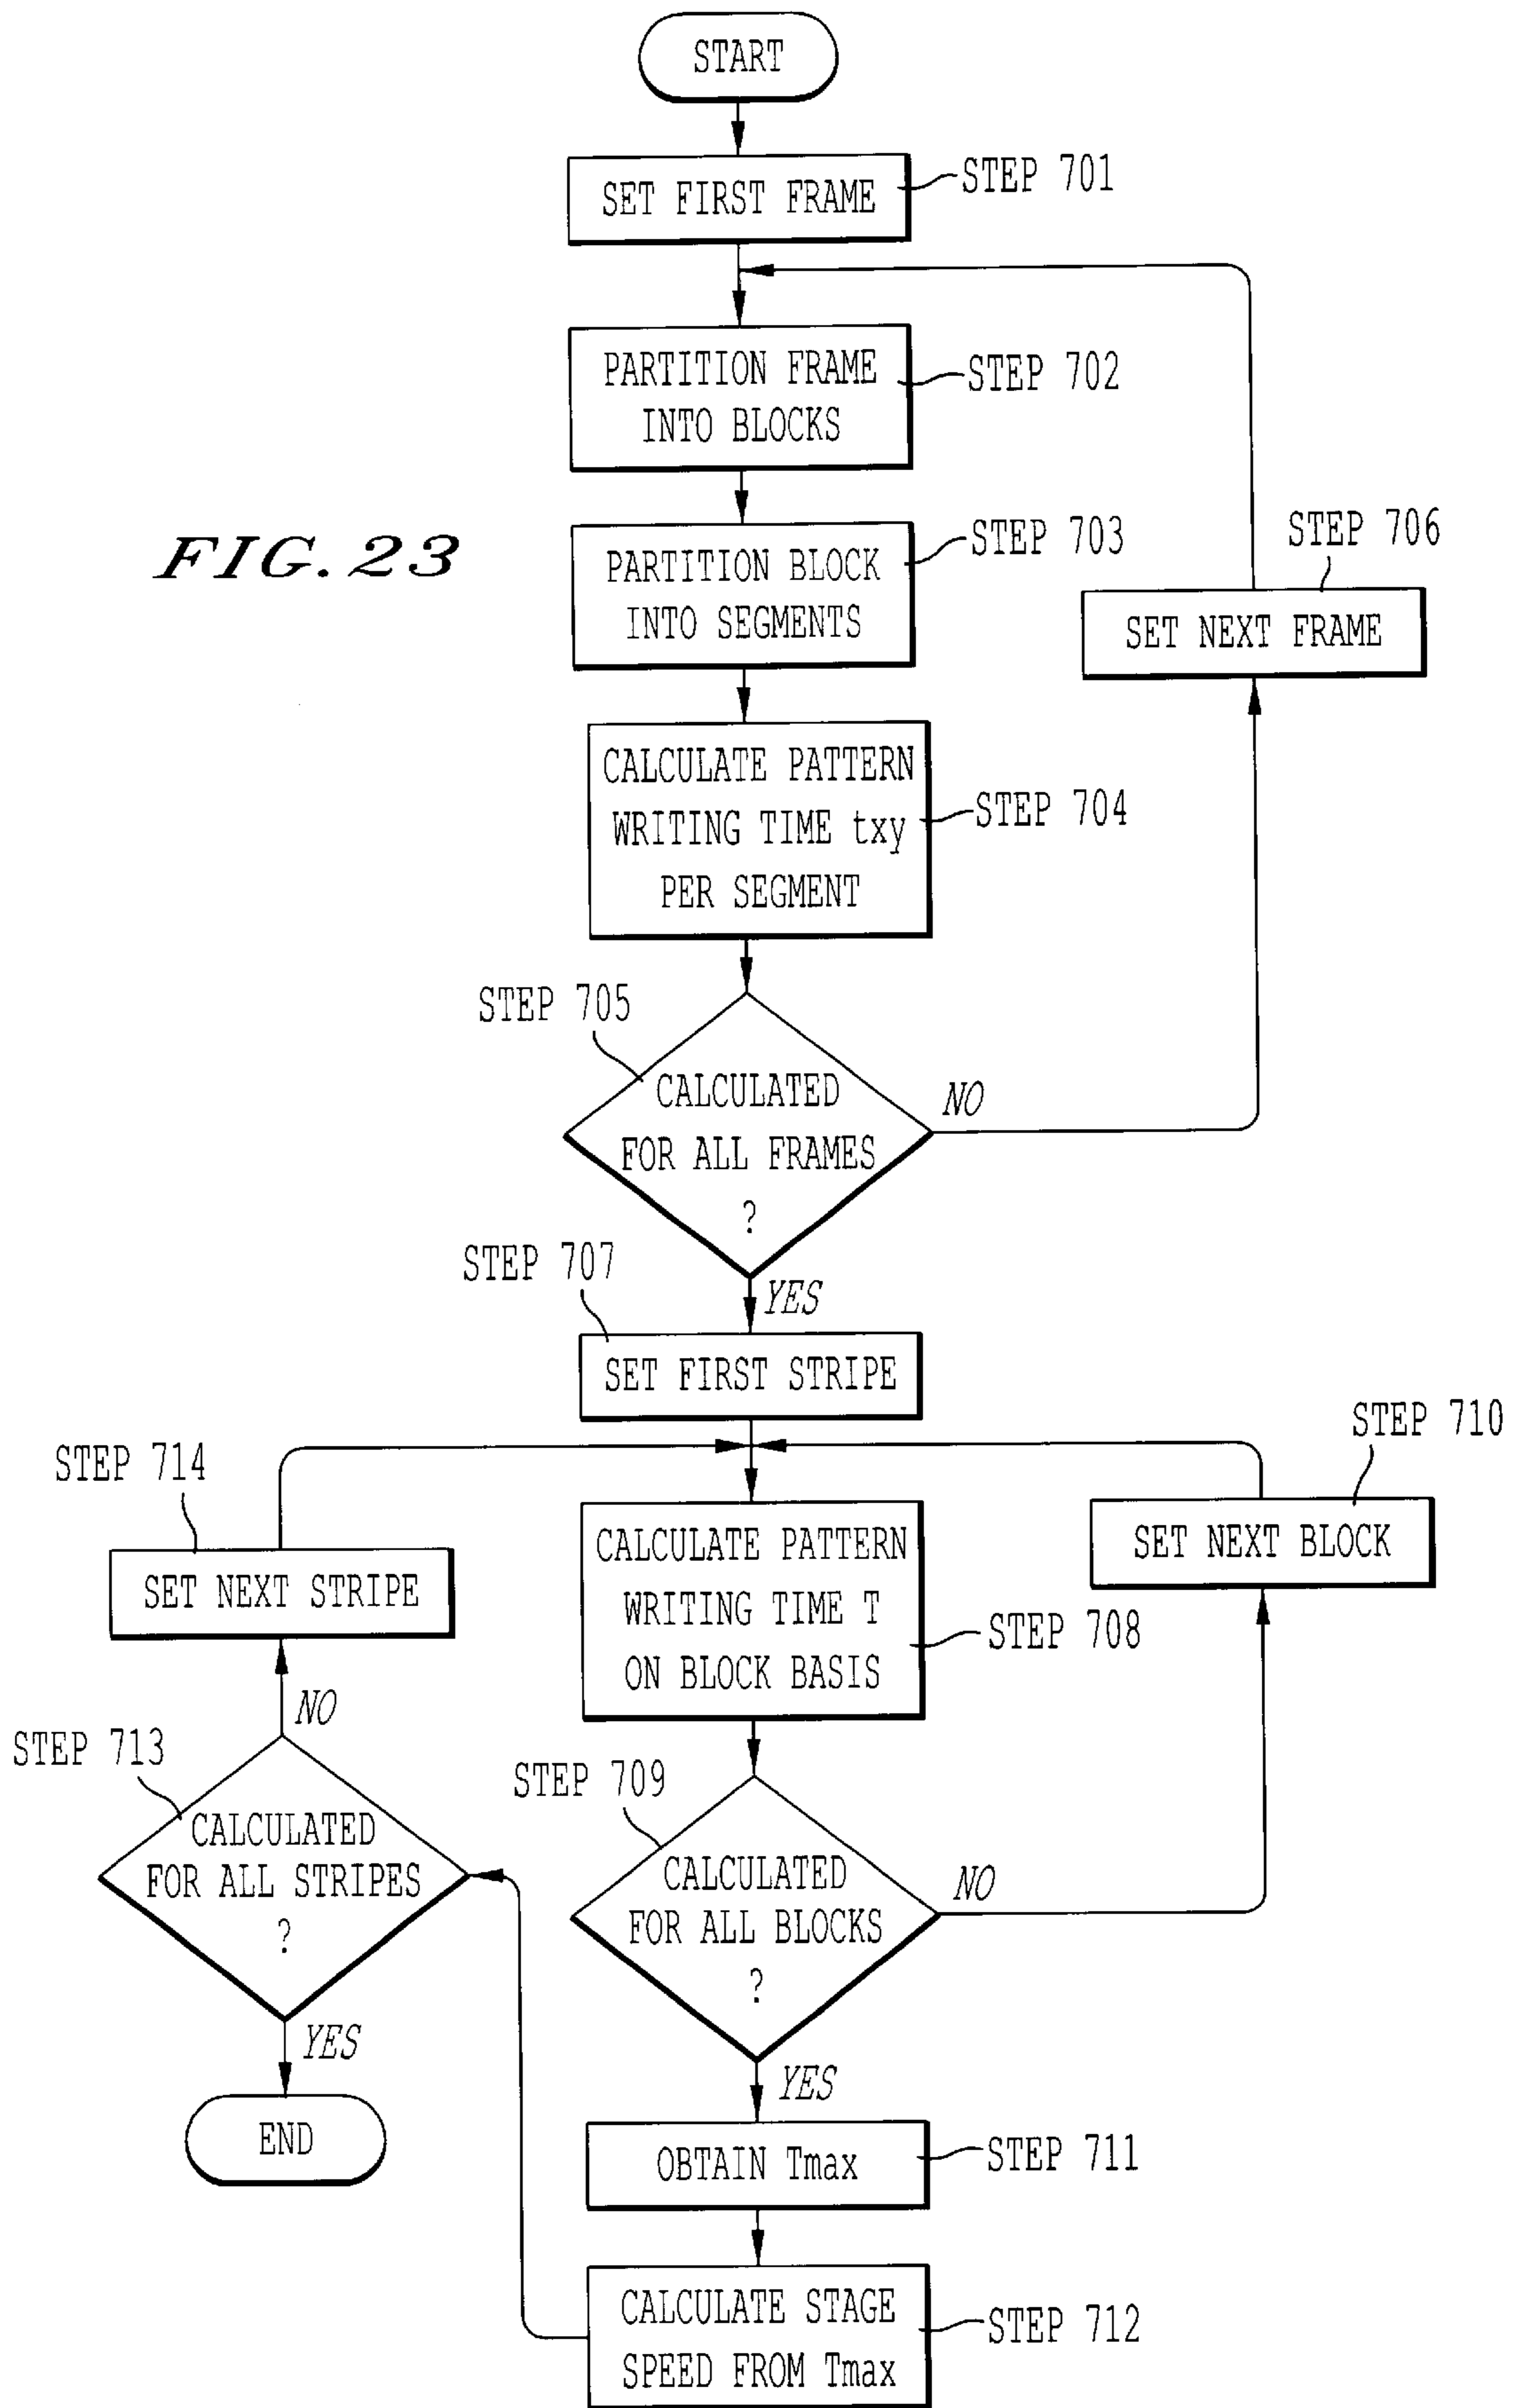 START
SET FIRST FRAME
STEP 701
PARTITION FRAME
INTO BLOCKS
STEP 702
FIG. 23
PARTITION BLOCK
INTO SEGMENTS
STEP 703
STEP 706
SET NEXT FRAME
CALCULATE PATTERN
WRITING TIME txy
PER SEGMENT
STEP 704
STEP 705
CALCULATED
FOR ALL FRAMES
?
NO
YES
STEP 707
SET FIRST STRIPE
STEP 714
SET NEXT STRIPE
STEP 710
SET NEXT BLOCK
CALCULATE PATTERN
WRITING TIME T
ON BLOCK BASIS
STEP 708
NO
STEP 713
CALCULATED
FOR ALL STRIPES
?
YES
END
STEP 709
CALCULATED
FOR ALL BLOCKS
?
NO
YES
OBTAIN Tmax
STEP 711
CALCULATE STAGE
SPEED FROM Tmax
STEP 712